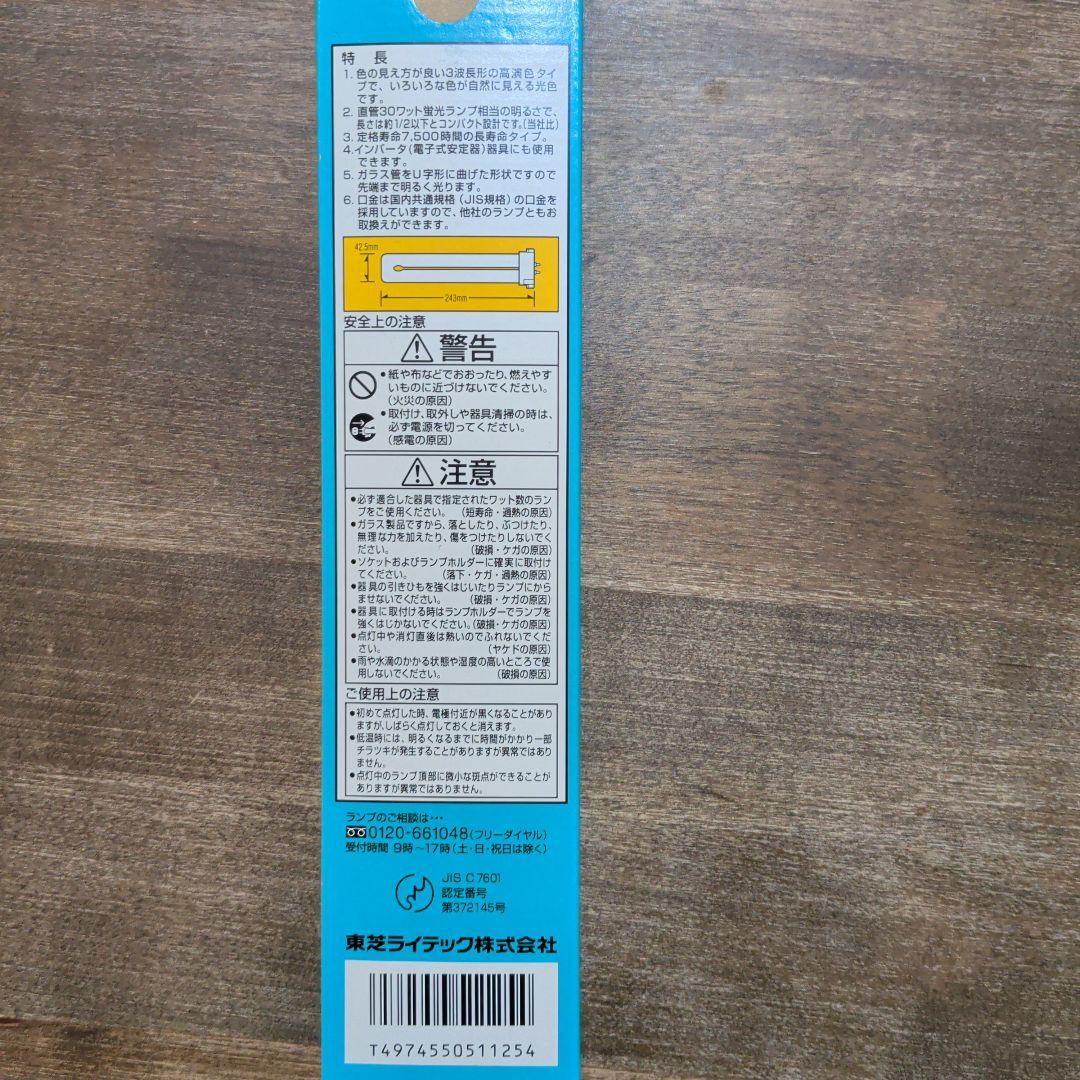 特長
1. 色の見え方が良い3波長形の高演色タイ
プで、いろいろな色が自然に見える光色
です。
2. 直管30ワット蛍光ランプ相当の明るさで、
長さは約1/2以下とコンパクト設計です。(当社比)
3. 定格寿命7,500時間の長寿命タイプ。
4. インバータ(電子式安定器)器具にも使用
できます。
5. ガラス管をU字形に曲げた形状ですので
先端まで明るく光ります。
6. 口金は国内共通規格(JIS規格)の口金を
採用していますので、他社のランプともお
取換えができます。
42.5mm
243mm
安全上の注意
警告
●紙や布などでおおったり、燃えやす
いものに近づけないでください。
(火災の原因)
●取付け、取外しや器具清掃の時は、
必ず電源を切ってください。
(感電の原因)
注意
●必ず適合した器具で指定されたワット数のラン
プをご使用ください。 (短寿命・過熱の原因)
●ガラス製品ですから、落としたり、ぶつけたり、
無理な力を加えたり、傷をつけたりしないでく
ださい。 (破損・ケガの原因)
●ソケットおよびランプホルダーに確実に取付け
てください。 (落下・ケガ・過熱の原因)
●器具の引きひもを強くはじいたりランプにから
ませないでください。 (破損・ケガの原因)
●器具に取付ける時はランプホルダーでランプを
強くはじかないでください。(破損・ケガの原因)
●点灯中や消灯直後は熱いのでふれないでくだ
さい。 (ヤケドの原因)
●雨や水滴のかかる状態や湿度の高いところで使
用しないでください。 (破損の原因)
ご使用上の注意
●初めて点灯した時、電極付近が黒くなることがあり
ますが、しばらく点灯しておくと消えます。
●低温時には、明るくなるまでに時間がかかり一部
チラツキが発生することがありますが異常ではあり
ません。
●点灯中のランプ頂部に微小な斑点ができることが
ありますが異常ではありません。
ランプのご相談は…
0120-661048(フリーダイヤル)
受付時間 9時〜17時(土・日・祝日は除く)
JIS C 7601
認定番号
第372145号
東芝ライテック株式会社
T4974550511254